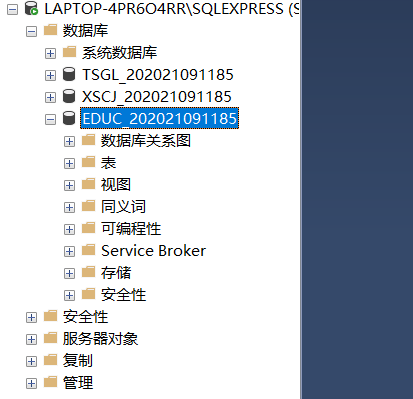 LAPTOP-4PR6O4RR\SQLEXPRESS (S
数据库
系统数据库
TSGL_202021091185
XSCJ_202021091185
EDUC_202021091185
数据库关系图
表
视图
同义词
可编程性
Service Broker
存储
安全性
安全性
服务器对象
复制
管理